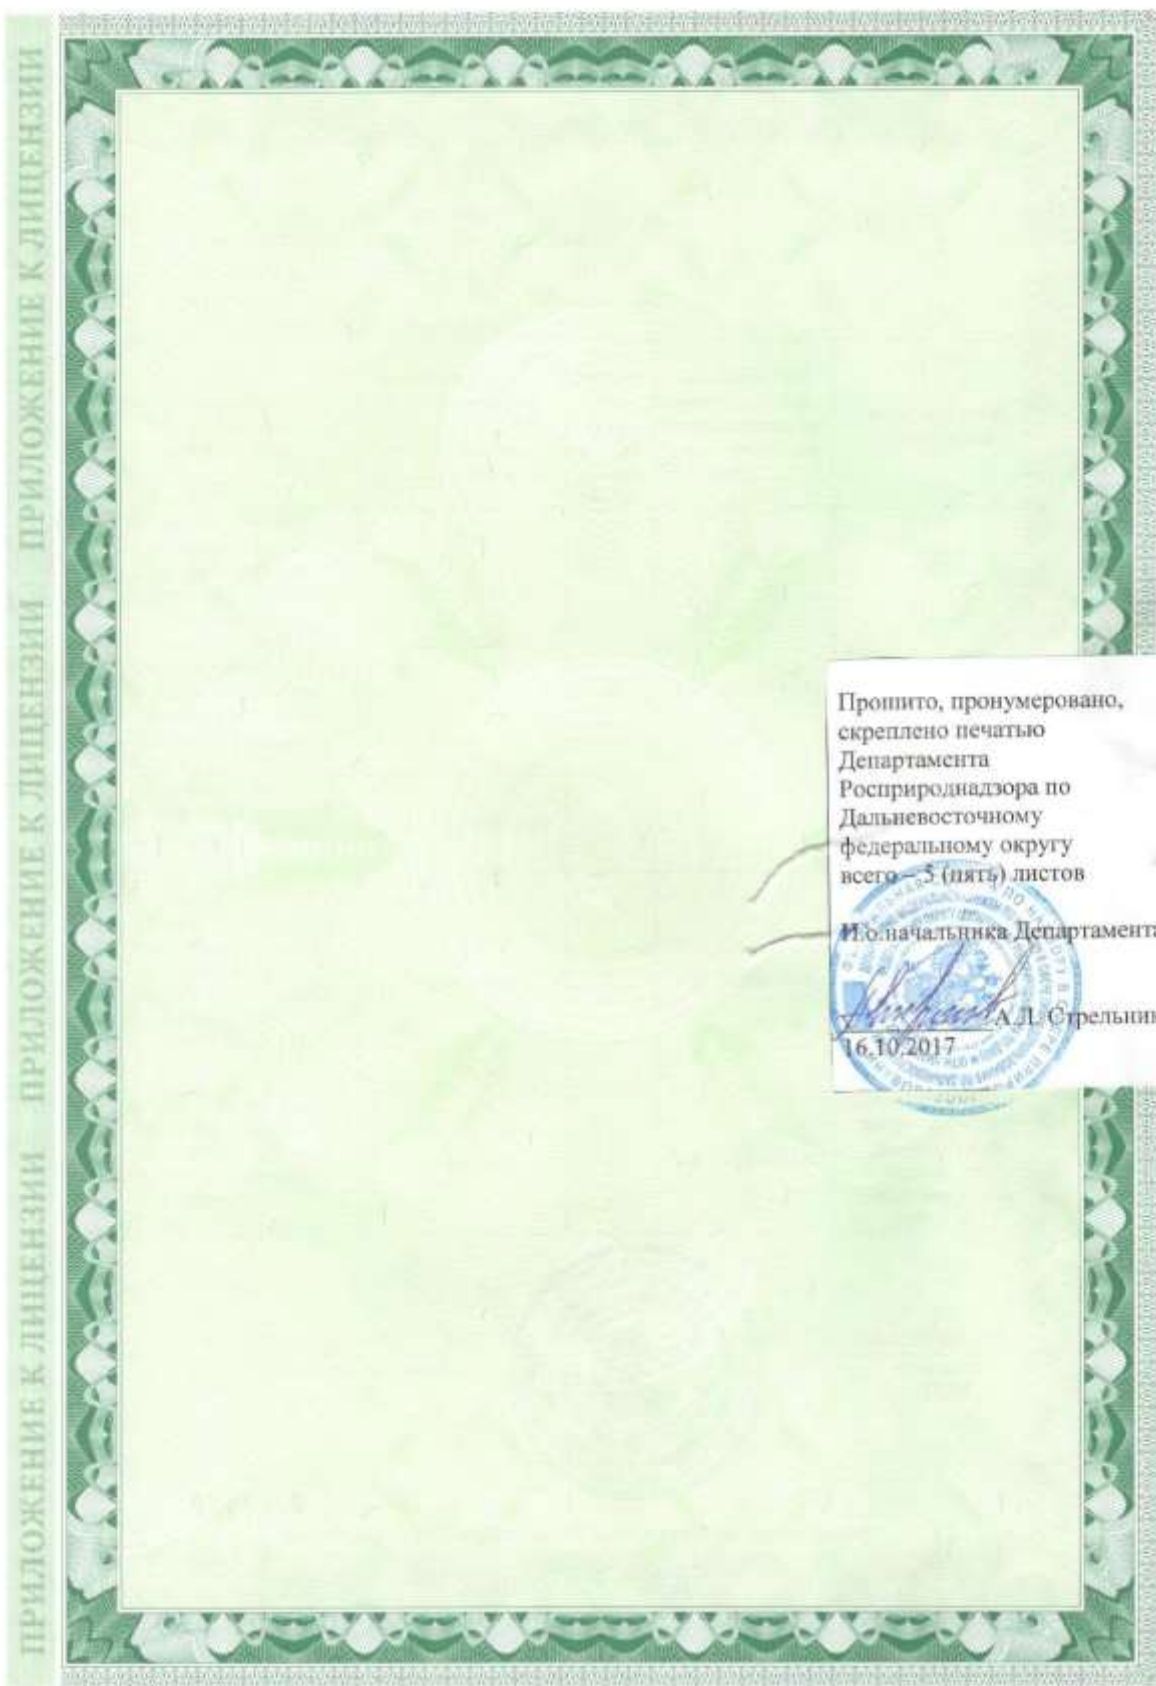 ПРИЛОЖЕНИЕ К ЛИЦЕНЗИИ ПРИЛОЖЕНИЕ К ЛИЦЕНЗИИ ПРИЛОЖЕНИЕ К ЛИЦЕНЗИИ
Прошито, пронумеровано,
скреплено печатью
Департамента
Росприроднадзора по
Дальневосточному
федеральному округу
всего – 5 (пять) листов
И.о.начальника Департамента
А.Л. Стрельник
16.10.2017